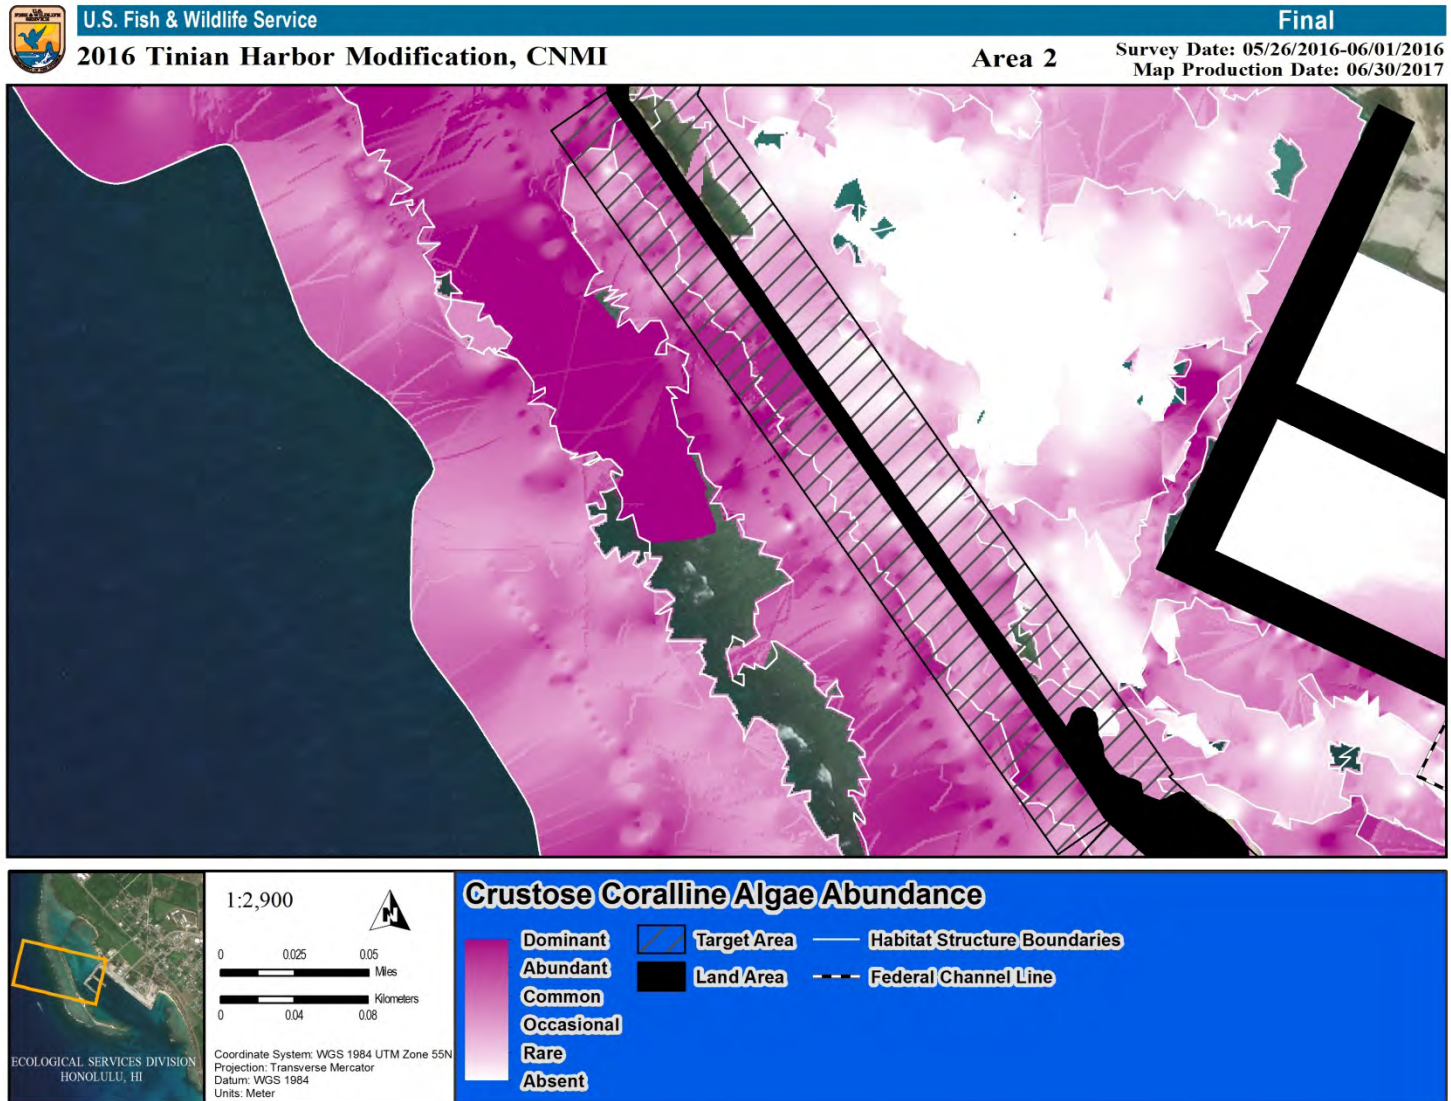 U.S.
FISH & WILDLIFE
SERVICE
U.S. Fish & Wildlife Service
Final
2016 Tinian Harbor Modification, CNMI
Area 2
Survey Date: 05/26/2016-06/01/2016
Map Production Date: 06/30/2017
ECOLOGICAL SERVICES DIVISION
HONOLULU, HI
1:2,900
N
0 0.025 0.05
Miles
Kilometers
0 0.04 0.08
Coordinate System: WGS 1984 UTM Zone 55N
Projection: Transverse Mercator
Datum: WGS 1984
Units: Meter
Crustose Coralline Algae Abundance
Dominant
Abundant
Common
Occasional
Rare
Absent
Target Area
Land Area
Habitat Structure Boundaries
Federal Channel Line